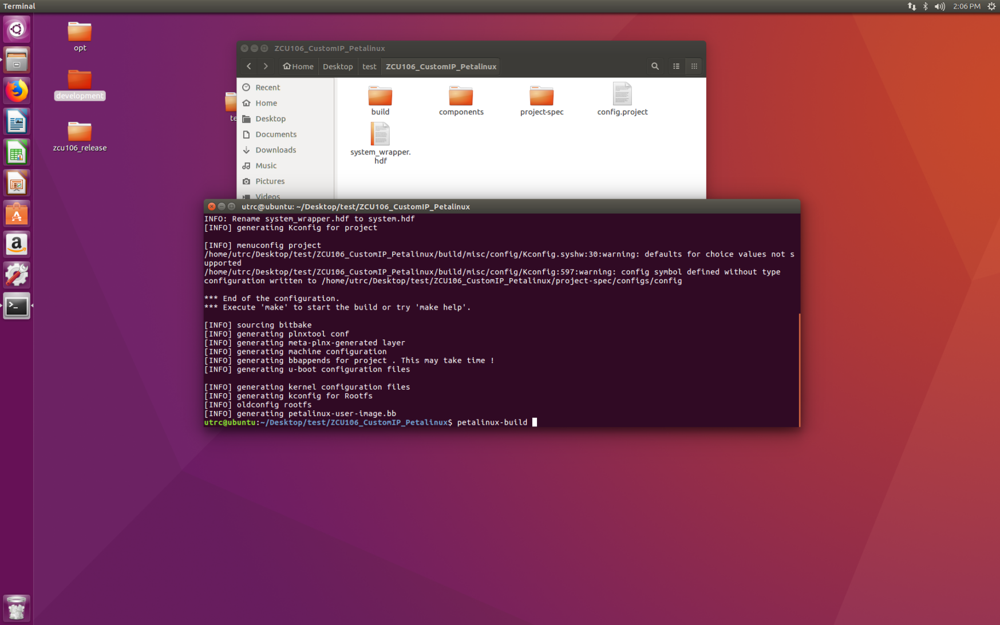 Terminal
2:06 PM
opt
development
zcu106_release
te
ZCU106_CustomIP_Petalinux
Home
Desktop
test
ZCU106_CustomIP_Petalinux
Recent
Home
Desktop
Documents
Downloads
Music
Pictures
Videos
build
components
project-spec
config.project
system_wrapper.
hdf
utrc@ubuntu: ~/Desktop/test/ZCU106_CustomIP_Petalinux
INFO: Rename system_wrapper.hdf to system.hdf
[INFO] generating Kconfig for project
[INFO] menuconfig project
/home/utrc/Desktop/test/ZCU106_CustomIP_Petalinux/build/misc/config/Kconfig.syshw:30:warning: defaults for choice values not s
upported
/home/utrc/Desktop/test/ZCU106_CustomIP_Petalinux/build/misc/config/Kconfig:597:warning: config symbol defined without type
configuration written to /home/utrc/Desktop/test/ZCU106_CustomIP_Petalinux/project-spec/configs/config
*** End of the configuration.
*** Execute 'make' to start the build or try 'make help'.
[INFO] sourcing bitbake
[INFO] generating plnxtool conf
[INFO] generating meta-plnx-generated layer
[INFO] generating machine configuration
[INFO] generating bbappends for project . This may take time !
[INFO] generating u-boot configuration files
[INFO] generating kernel configuration files
[INFO] generating kconfig for Rootfs
[INFO] oldconfig rootfs
[INFO] generating petalinux-user-image.bb
utrc@ubuntu:~/Desktop/test/ZCU106_CustomIP_Petalinux$ petalinux-build